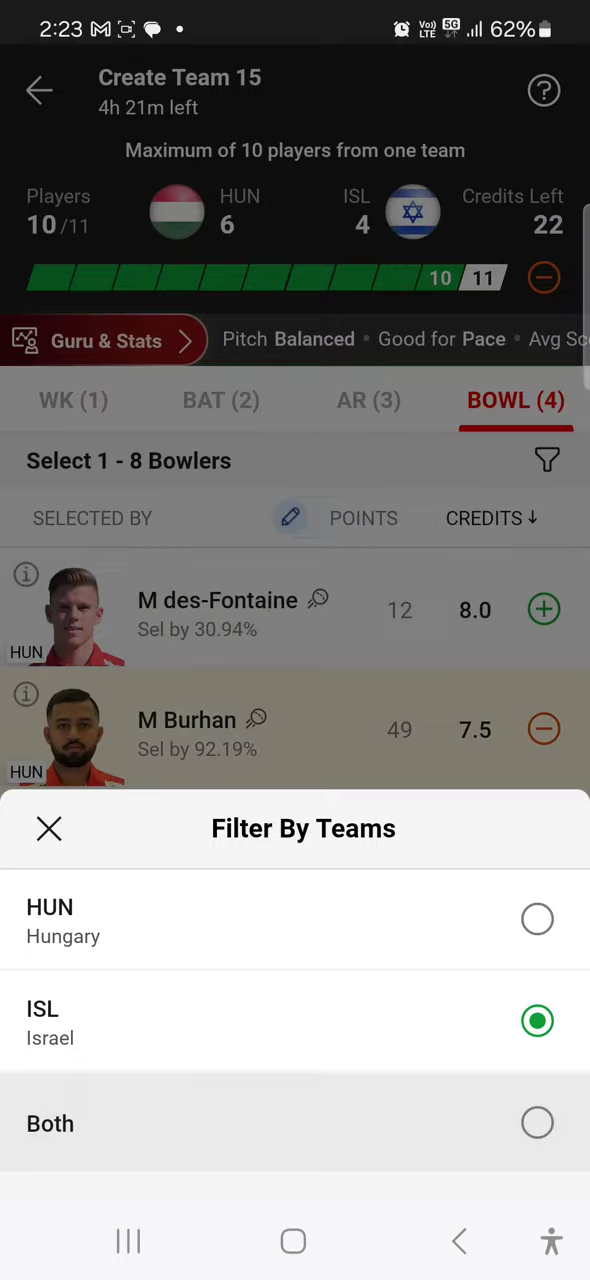 2:23
Vo)) LTE 5G 62%
Create Team 15
4h 21m left
Maximum of 10 players from one team
Players HUN ISL Credits Left
10/11 6 4 22
10 11
Guru & Stats Pitch Balanced • Good for Pace • Avg Sc
WK (1) BAT (2) AR (3) BOWL (4)
Select 1 - 8 Bowlers
SELECTED BY POINTS CREDITS↓
M des-Fontaine 12 8.0
Sel by 30.94%
HUN
M Burhan 49 7.5
Sel by 92.19%
HUN
Filter By Teams
HUN
Hungary
ISL
Israel
Both